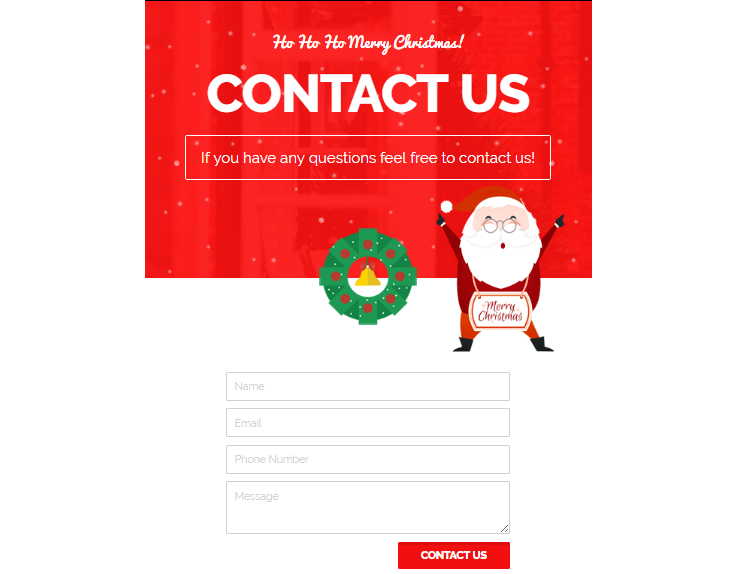 Ho Ho Ho Merry Christmas!
CONTACT US
If you have any questions feel free to contact us!
Merry
Christmas
Name
Email
Phone Number
Message
CONTACT US